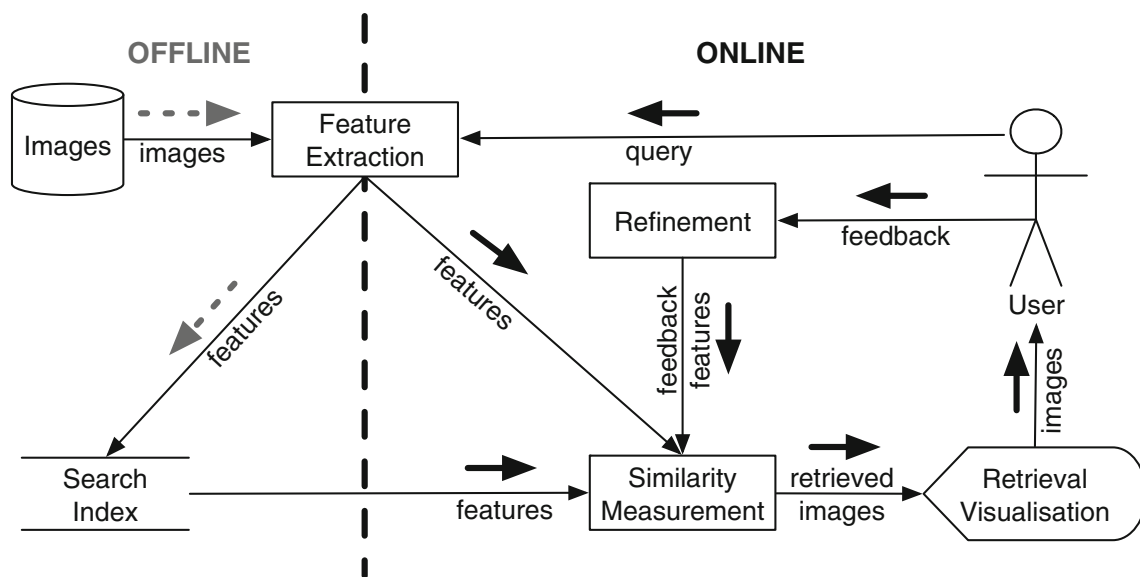 OFFLINE
ONLINE
Images
images
Feature
Extraction
query
Refinement
feedback
User
features
features
feedback
features
images
Search
Index
features
Similarity
Measurement
retrieved
images
Retrieval
Visualisation